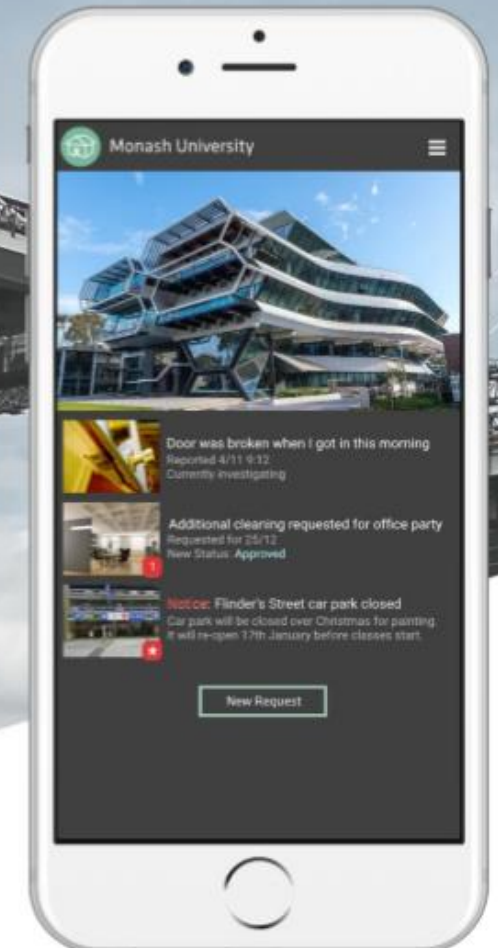 Monash University
Door was broken when I got in this morning
Reported 4/11 9:12
Currently investigating
Additional cleaning requested for office party
Requested for 25/12
New Status: Approved
1
Notice: Flinder's Street car park closed
Car park will be closed over Christmas for painting.
It will re-open 17th January before classes start.
New Request